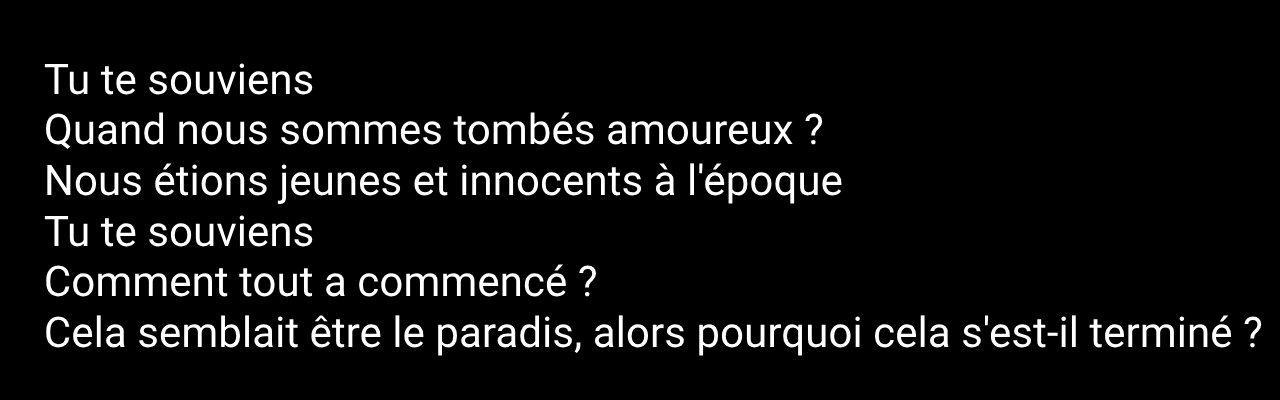 Tu te souviens
Quand nous sommes tombés amoureux ?
Nous étions jeunes et innocents à l'époque
Tu te souviens
Comment tout a commencé ?
Cela semblait être le paradis, alors pourquoi cela s'est-il terminé ?